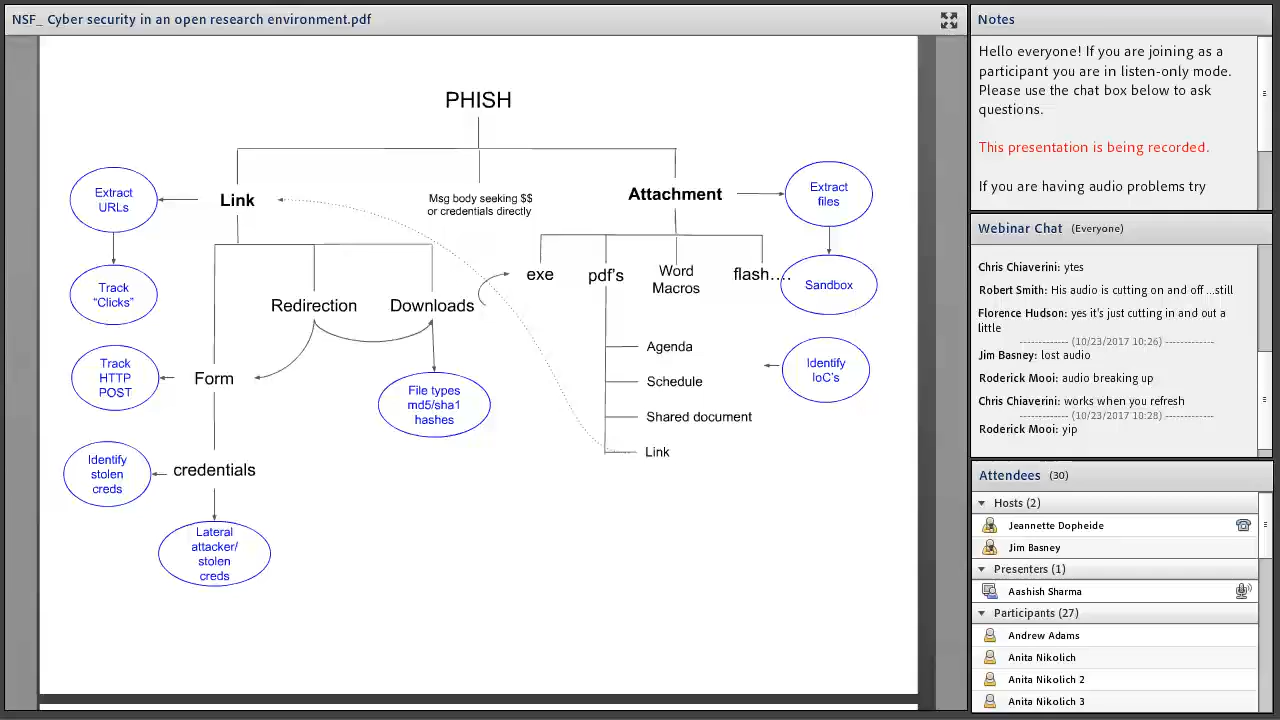 NSF_ Cyber security in an open research environment.pdf
PHISH
Extract
URLs
Link
Msg body seeking $$
or credentials directly
Attachment
Extract
files
Track
“Clicks”
Redirection
Downloads
exe
pdf's
Word
Macros
flash....
Sandbox
Track
HTTP
POST
Form
File types
md5/sha1
hashes
Agenda
Schedule
Shared document
Link
Identify
IoC's
Identify
stolen
creds
credentials
Lateral
attacker/
stolen
creds
Notes
Hello everyone! If you are joining as a
participant you are in listen-only mode.
Please use the chat box below to ask
questions.
This presentation is being recorded.
If you are having audio problems try
Webinar Chat (Everyone)
Chris Chiaverini: ytes
Robert Smith: His audio is cutting on and off ...still
Florence Hudson: yes it's just cutting in and out a
little
------------- (10/23/2017 10:26) -------------
Jim Basney: lost audio
Roderick Mooi: audio breaking up
Chris Chiaverini: works when you refresh
------------- (10/23/2017 10:28) -------------
Roderick Mooi: yip
Attendees (30)
Hosts (2)
Jeannette Dopheide
Jim Basney
Presenters (1)
Aashish Sharma
Participants (27)
Andrew Adams
Anita Nikolich
Anita Nikolich 2
Anita Nikolich 3